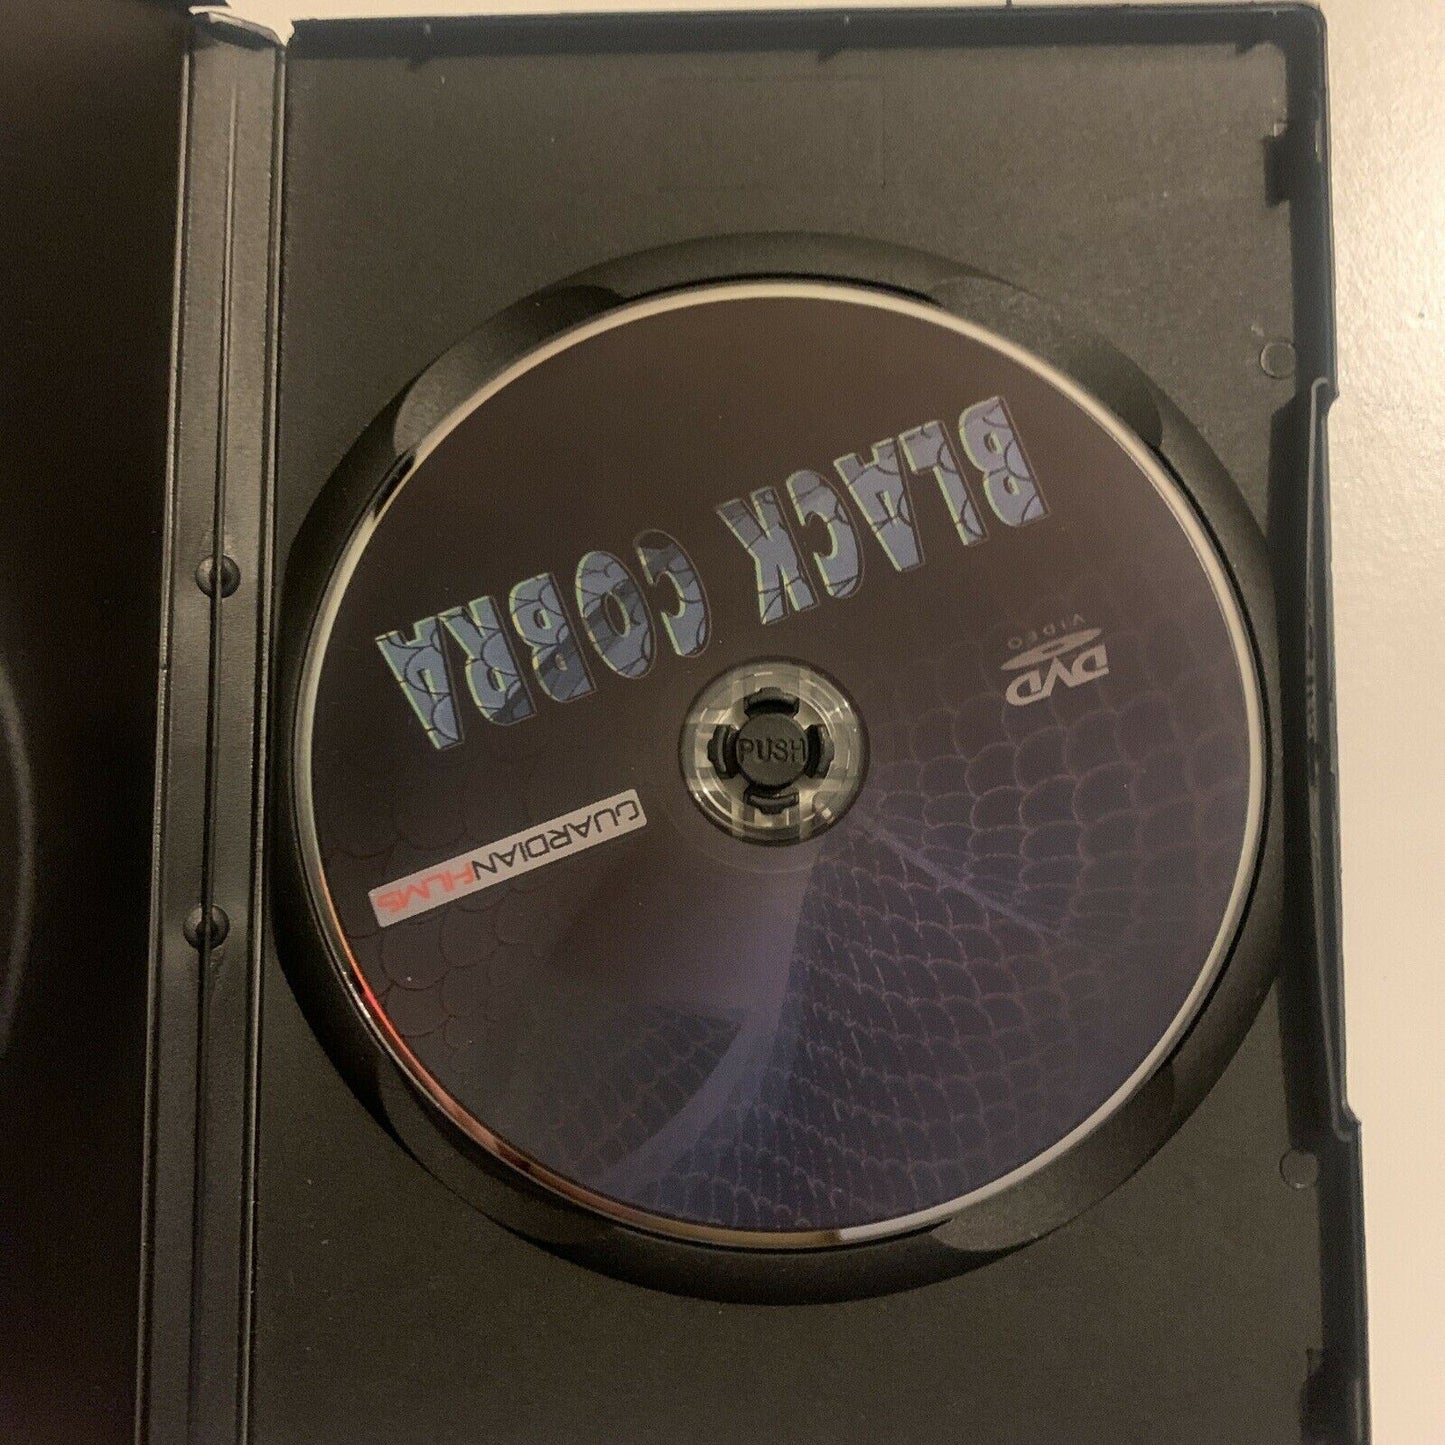 BLACK COBRA
DVD
VIDEO
PUSH
GUARDIANFILMS